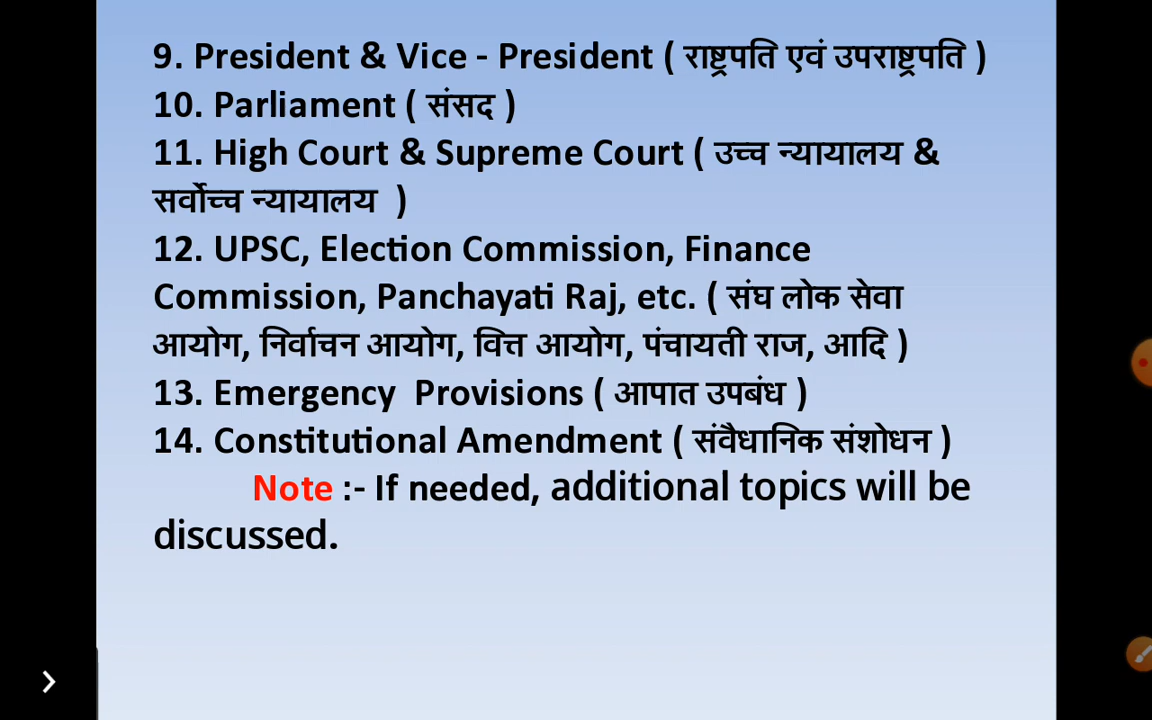 9. President & Vice - President ( राष्ट्रपति एवं उपराष्ट्रपति )
10. Parliament ( संसद )
11. High Court & Supreme Court ( उच्च न्यायालय &
सर्वोच्च न्यायालय )
12. UPSC, Election Commission, Finance
Commission, Panchayati Raj, etc. ( संघ लोक सेवा
आयोग, निर्वाचन आयोग, वित्त आयोग, पंचायती राज, आदि )
13. Emergency Provisions ( आपात उपबंध )
14. Constitutional Amendment ( संवैधानिक संशोधन )
Note :- If needed, additional topics will be
discussed.